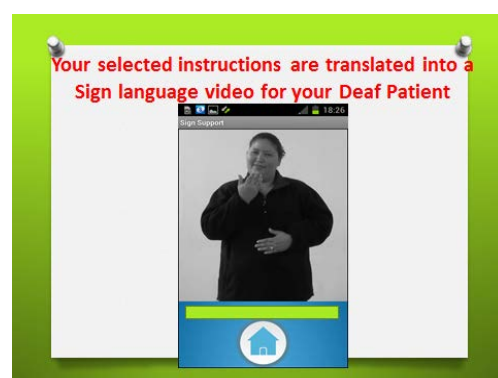 Your selected instructions are translated into a
Sign language video for your Deaf Patient
18:26
Sign Support